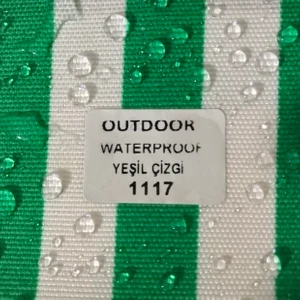 OUTDOOR
WATERPROOF
YEŞİL ÇİZGİ
1117